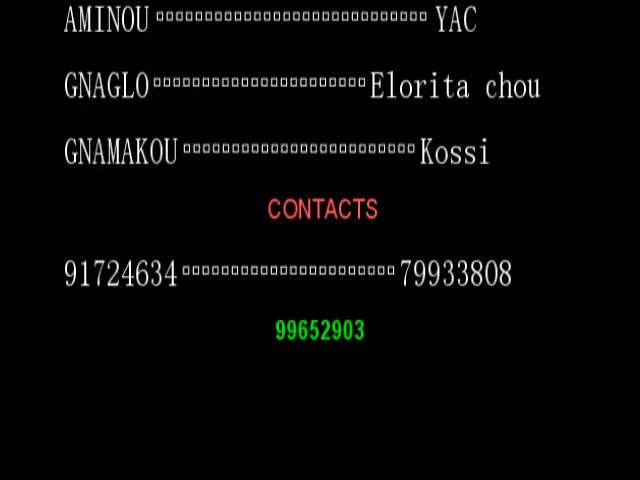 AMINOU▯▯▯▯▯▯▯▯▯▯▯▯▯▯▯▯▯▯▯▯▯▯▯▯▯▯▯▯YAC
GNAGLO▯▯▯▯▯▯▯▯▯▯▯▯▯▯▯▯▯▯▯▯▯▯Elorita chou
GNAMAKOU▯▯▯▯▯▯▯▯▯▯▯▯▯▯▯▯▯▯▯▯▯▯▯▯Kossi
CONTACTS
91724634▯▯▯▯▯▯▯▯▯▯▯▯▯▯▯▯▯▯▯▯▯▯79933808
99652903